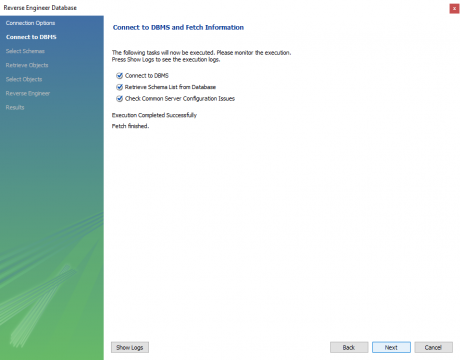 Reverse Engineer Database
x
Connection Options
Connect to DBMS
Select Schemas
Retrieve Objects
Select Objects
Reverse Engineer
Results
Connect to DBMS and Fetch Information
The following tasks will now be executed. Please monitor the execution.
Press Show Logs to see the execution logs.
Connect to DBMS
Retrieve Schema List from Database
Check Common Server Configuration Issues
Execution Completed Successfully
Fetch finished.
Show Logs
Back
Next
Cancel